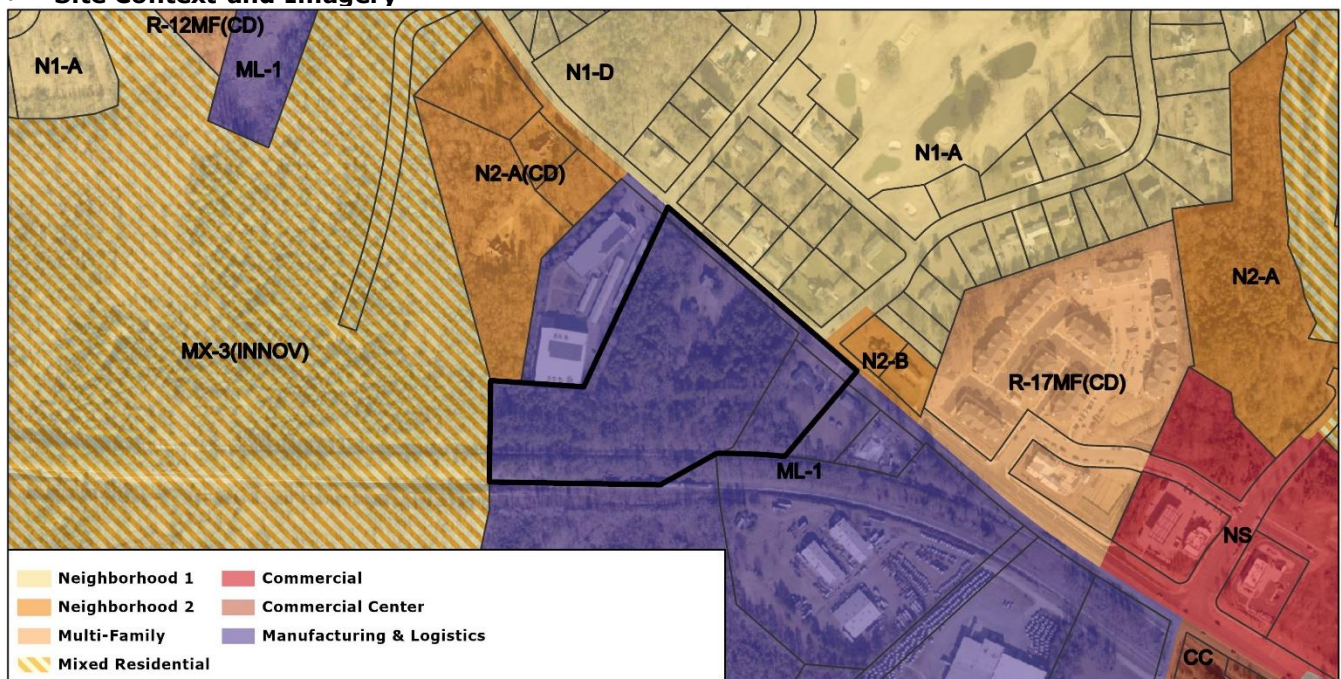 Site Context and Imagery
R-12MF(CD)
N1-A
ML-1
N1-D
N1-A
N2-A(CD)
N2-A
MX-3(INNOV)
N2-B
R-17MF(CD)
ML-1
NS
CC
Neighborhood 1
Commercial
Neighborhood 2
Commercial Center
Multi-Family
Manufacturing & Logistics
Mixed Residential